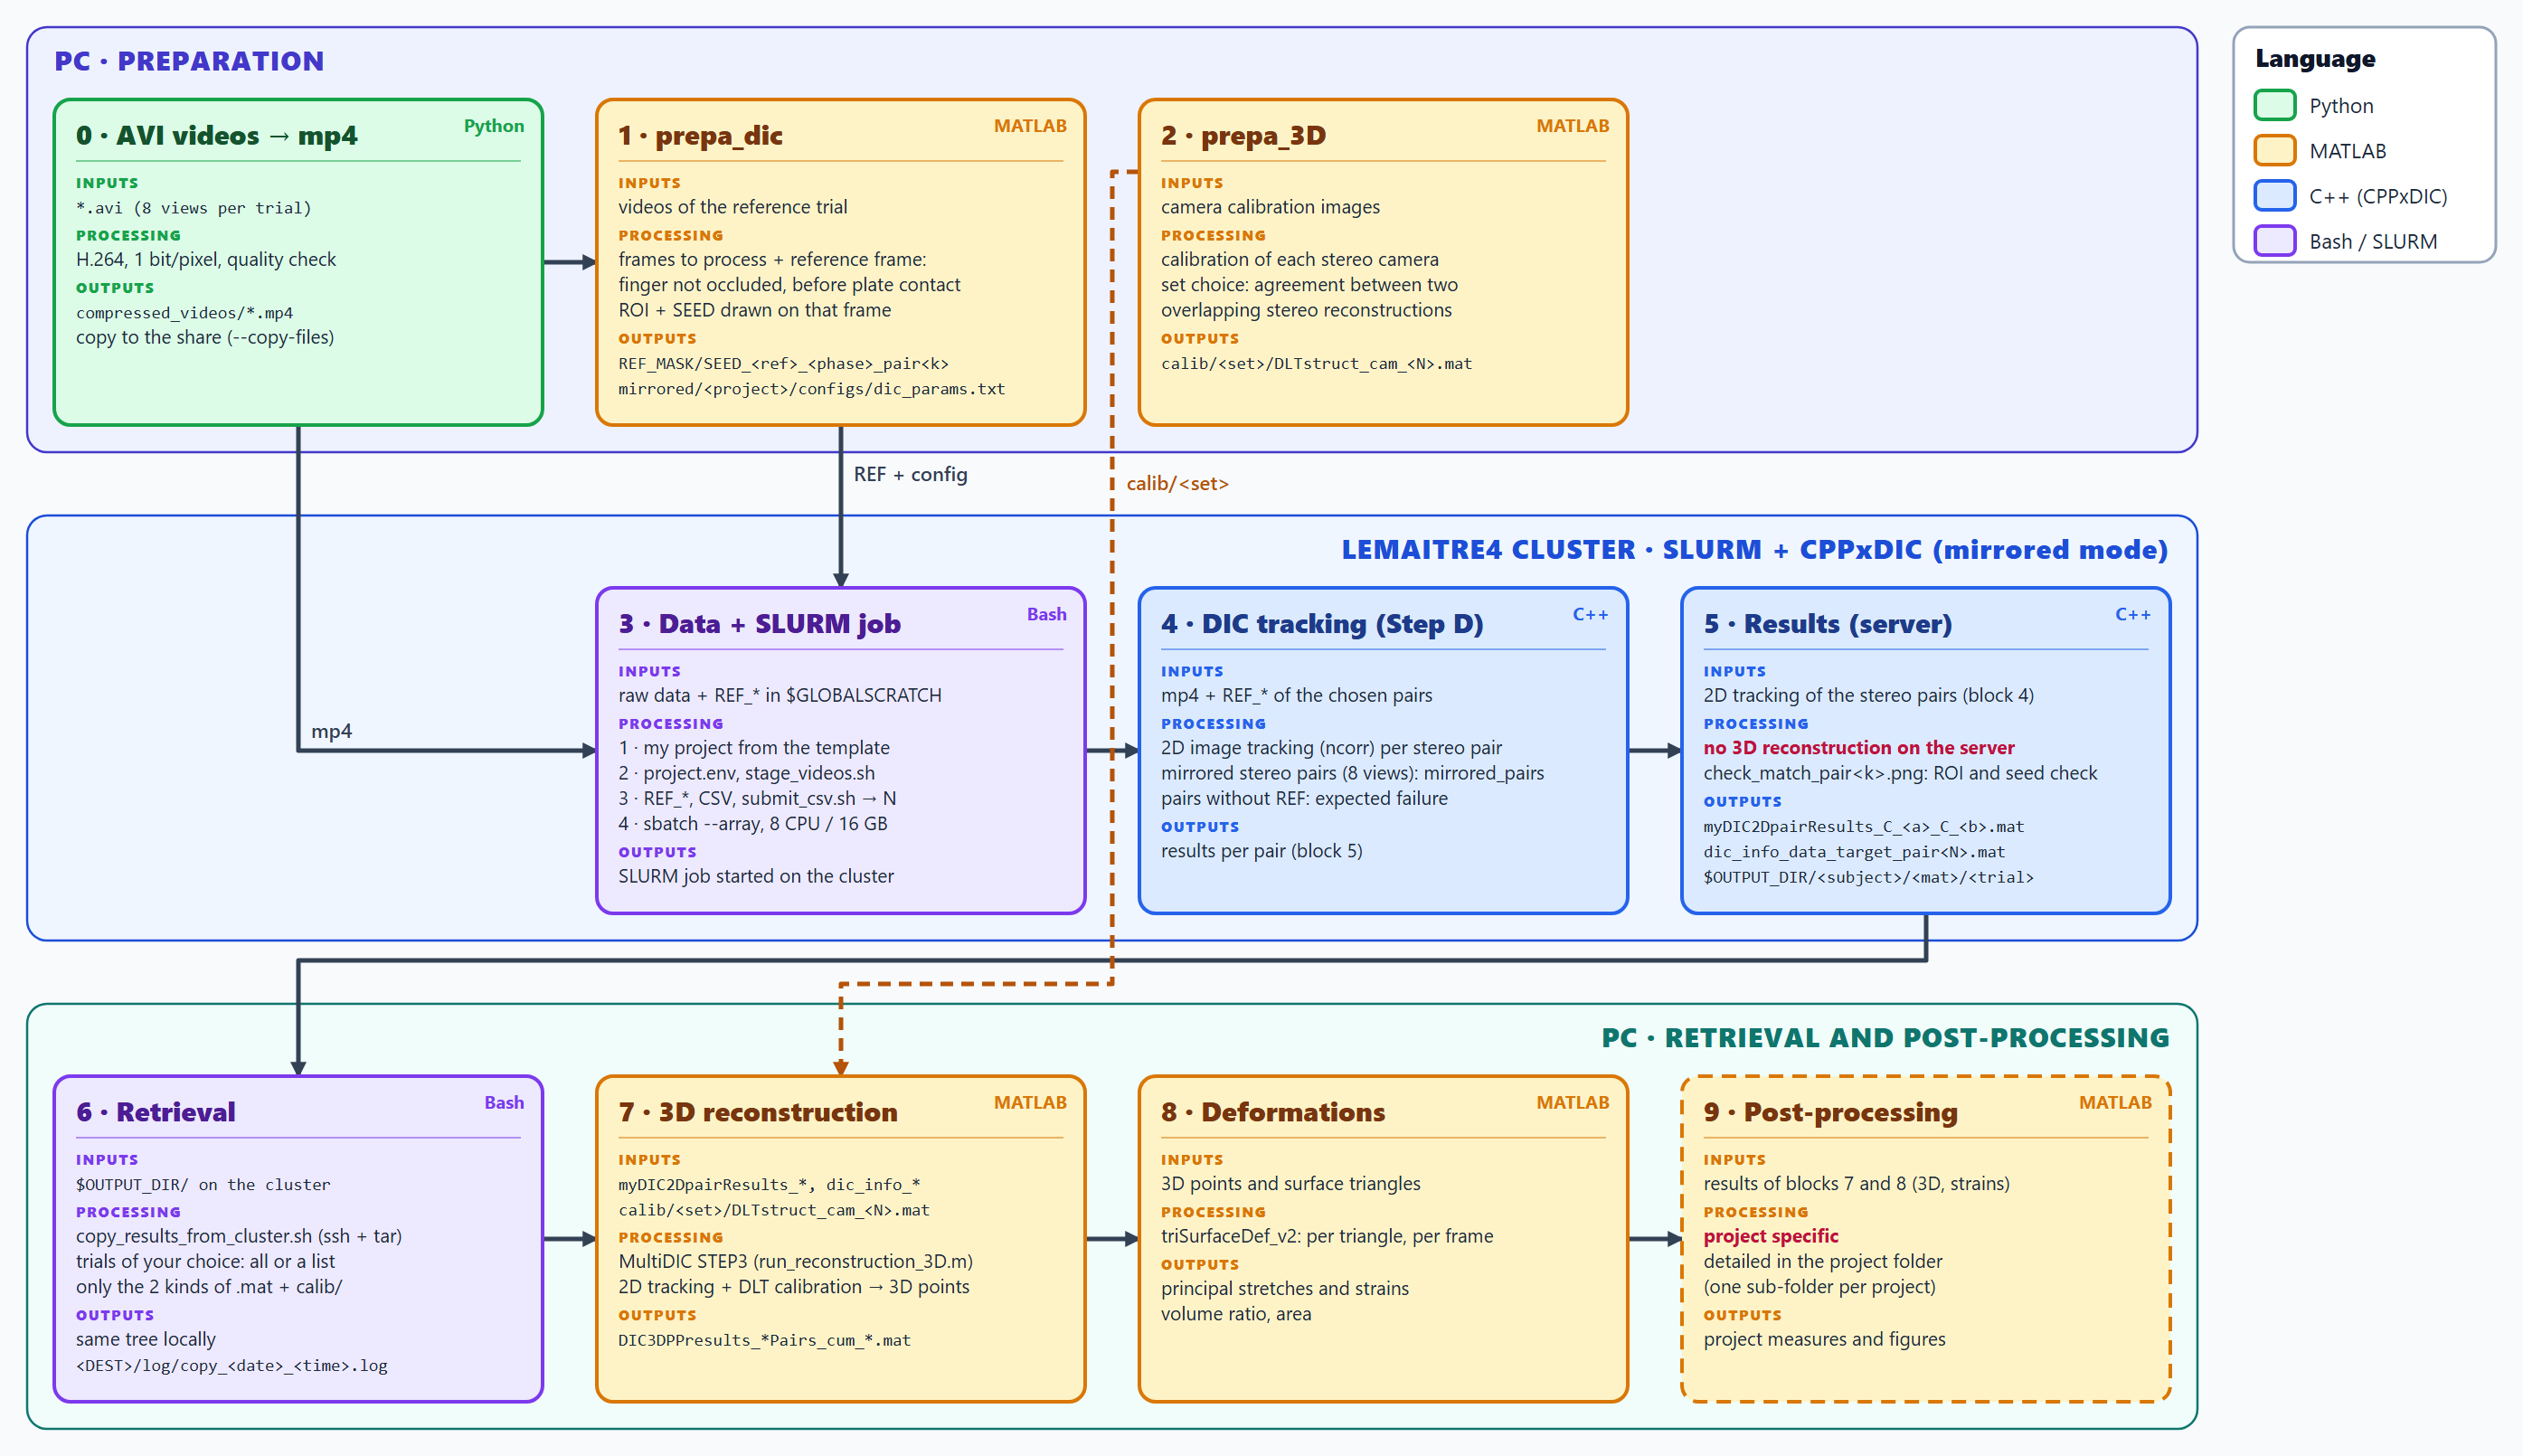 PC · PREPARATION
0 · AVI videos → mp4
Python
INPUTS
*.avi (8 views per trial)
PROCESSING
H.264, 1 bit/pixel, quality check
OUTPUTS
compressed_videos/*.mp4
copy to the share (--copy-files)
1 · prepa_dic
MATLAB
INPUTS
videos of the reference trial
PROCESSING
frames to process + reference frame:
finger not occluded, before plate contact
ROI + SEED drawn on that frame
OUTPUTS
REF_MASK/SEED_<ref>_<phase>_pair<k>
mirrored/<project>/configs/dic_params.txt
2 · prepa_3D
MATLAB
INPUTS
camera calibration images
PROCESSING
calibration of each stereo camera
set choice: agreement between two
overlapping stereo reconstructions
OUTPUTS
calib/<set>/DLTstruct_cam_<N>.mat
Language
Python
MATLAB
C++ (CPPxDIC)
Bash / SLURM
REF + config
calib/<set>
mp4
LEMAITRE4 CLUSTER · SLURM + CPPxDIC (mirrored mode)
3 · Data + SLURM job
Bash
INPUTS
raw data + REF_* in $GLOBALSCRATCH
PROCESSING
1 · my project from the template
2 · project.env, stage_videos.sh
3 · REF_*, CSV, submit_csv.sh → N
4 · sbatch --array, 8 CPU / 16 GB
OUTPUTS
SLURM job started on the cluster
4 · DIC tracking (Step D)
C++
INPUTS
mp4 + REF_* of the chosen pairs
PROCESSING
2D image tracking (ncorr) per stereo pair
mirrored stereo pairs (8 views): mirrored_pairs
pairs without REF: expected failure
OUTPUTS
results per pair (block 5)
5 · Results (server)
C++
INPUTS
2D tracking of the stereo pairs (block 4)
PROCESSING
no 3D reconstruction on the server
check_match_pair<k>.png: ROI and seed check
OUTPUTS
myDIC2DpairResults_C_<a>_C_<b>.mat
dic_info_data_target_pair<N>.mat
$OUTPUT_DIR/<subject>/<mat>/<trial>
PC · RETRIEVAL AND POST-PROCESSING
6 · Retrieval
Bash
INPUTS
$OUTPUT_DIR/ on the cluster
PROCESSING
copy_results_from_cluster.sh (ssh + tar)
trials of your choice: all or a list
only the 2 kinds of .mat + calib/
OUTPUTS
same tree locally
<DEST>/log/copy_<date>_<time>.log
7 · 3D reconstruction
MATLAB
INPUTS
myDIC2DpairResults_*, dic_info_*
calib/<set>/DLTstruct_cam_<N>.mat
PROCESSING
MultiDIC STEP3 (run_reconstruction_3D.m)
2D tracking + DLT calibration → 3D points
OUTPUTS
DIC3DPPresults_*Pairs_cum_*.mat
8 · Deformations
MATLAB
INPUTS
3D points and surface triangles
PROCESSING
triSurfaceDef_v2: per triangle, per frame
OUTPUTS
principal stretches and strains
volume ratio, area
9 · Post-processing
MATLAB
INPUTS
results of blocks 7 and 8 (3D, strains)
PROCESSING
project specific
detailed in the project folder
(one sub-folder per project)
OUTPUTS
project measures and figures